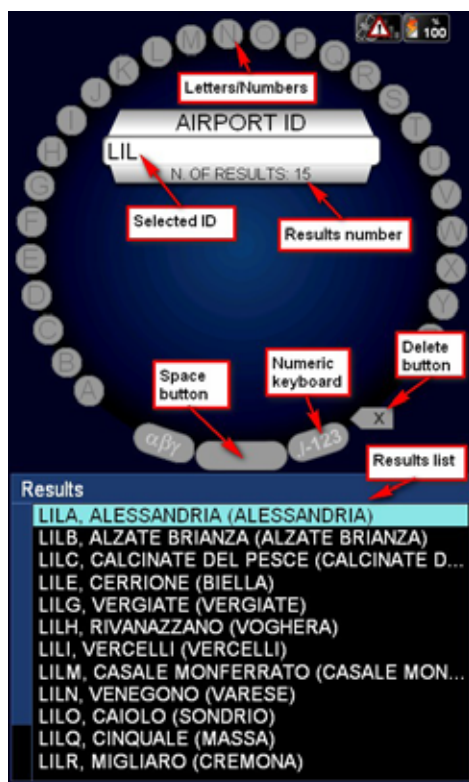 %
100
A
B
C
D
E
F
G
H
I
J
K
L
M
N
O
P
Q
R
S
T
U
V
W
X
Y
Letters/Numbers
AIRPORT ID
LIL
N. OF RESULTS: 15
Selected ID
Results number
Space
button
Numeric
keyboard
Delete
button
αβγ
./-123
X
Results list
Results
LILA, ALESSANDRIA (ALESSANDRIA)
LILB, ALZATE BRIANZA (ALZATE BRIANZA)
LILC, CALCINATE DEL PESCE (CALCINATE D...
LILE, CERRIONE (BIELLA)
LILG, VERGIATE (VERGIATE)
LILH, RIVANAZZANO (VOGHERA)
LILI, VERCELLI (VERCELLI)
LILM, CASALE MONFERRATO (CASALE MON...
LILN, VENEGONO (VARESE)
LILO, CAIOLO (SONDRIO)
LILQ, CINQUALE (MASSA)
LILR, MIGLIARO (CREMONA)